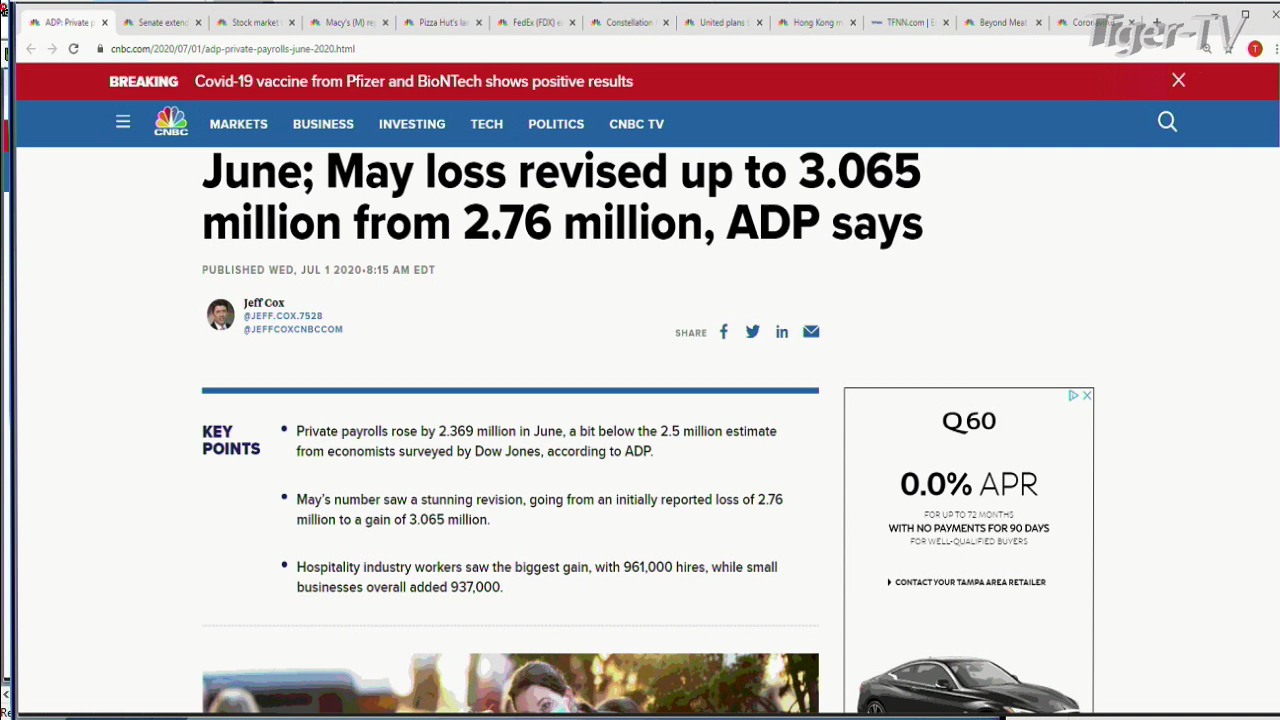 ADP: Private p
Senate extend
Stock market
Macy's (M) re
Pizza Hut's la
FedEx (FDX) e
Constellation
United plans t
Hong Kong m
TFNN.com | E
Beyond Meat
Tiger-TV
cnbc.com/2020/07/01/adp-private-payrolls-june-2020.html
T
BREAKING Covid-19 vaccine from Pfizer and BioNTech shows positive results
CNBC
MARKETS BUSINESS INVESTING TECH POLITICS CNBC TV
June; May loss revised up to 3.065
million from 2.76 million, ADP says
PUBLISHED WED, JUL 1 2020•8:15 AM EDT
Jeff Cox
@JEFF.COX.7528
@JEFFCOXCNBCCOM
SHARE
KEY
POINTS
Private payrolls rose by 2.369 million in June, a bit below the 2.5 million estimate
from economists surveyed by Dow Jones, according to ADP.
May's number saw a stunning revision, going from an initially reported loss of 2.76
million to a gain of 3.065 million.
Hospitality industry workers saw the biggest gain, with 961,000 hires, while small
businesses overall added 937,000.
Q60
0.0% APR
FOR UP TO 72 MONTHS
WITH NO PAYMENTS FOR 90 DAYS
FOR WELL-QUALIFIED BUYERS
CONTACT YOUR TAMPA AREA RETAILER